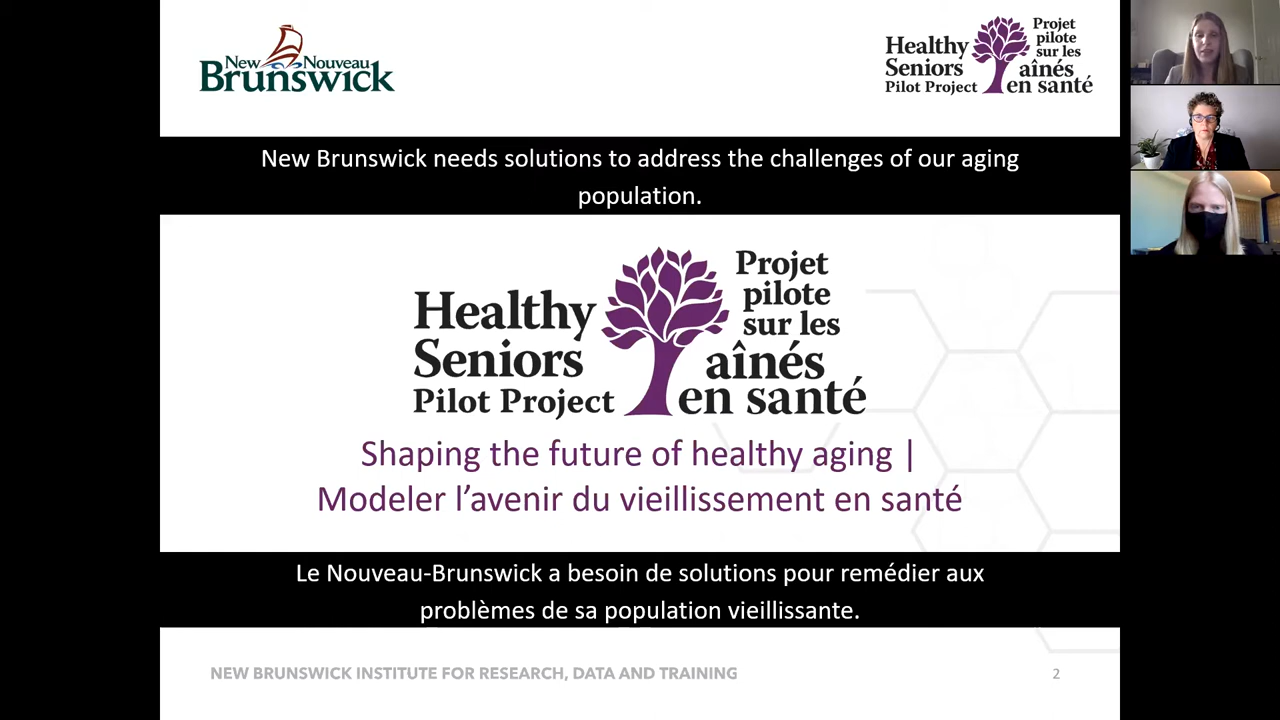 New Nouveau
Brunswick
Healthy
Seniors
Pilot Project
Projet
pilote
sur les
aînés
en santé
New Brunswick needs solutions to address the challenges of our aging
population.
Healthy
Seniors
Pilot Project
Projet
pilote
sur les
aînés
en santé
Shaping the future of healthy aging |
Modeler l’avenir du vieillissement en santé
Le Nouveau-Brunswick a besoin de solutions pour remédier aux
problèmes de sa population vieillissante.
NEW BRUNSWICK INSTITUTE FOR RESEARCH, DATA AND TRAINING
2